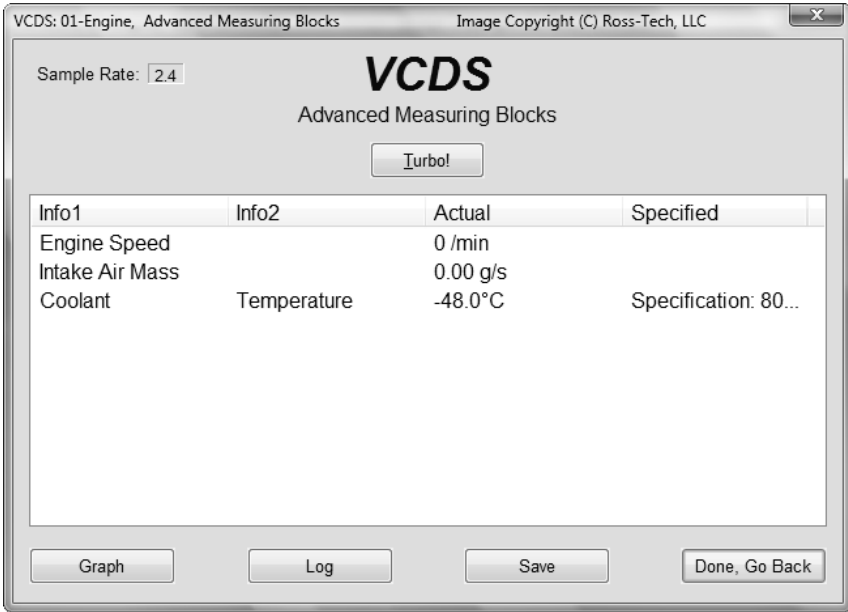 VCDS: 01-Engine, Advanced Measuring Blocks Image Copyright (C) Ross-Tech, LLC
Sample Rate: 2.4
VCDS
Advanced Measuring Blocks
Turbo!
Info1 Info2 Actual Specified
Engine Speed 0 /min
Intake Air Mass 0.00 g/s
Coolant Temperature -48.0°C Specification: 80...
Graph Log Save Done, Go Back